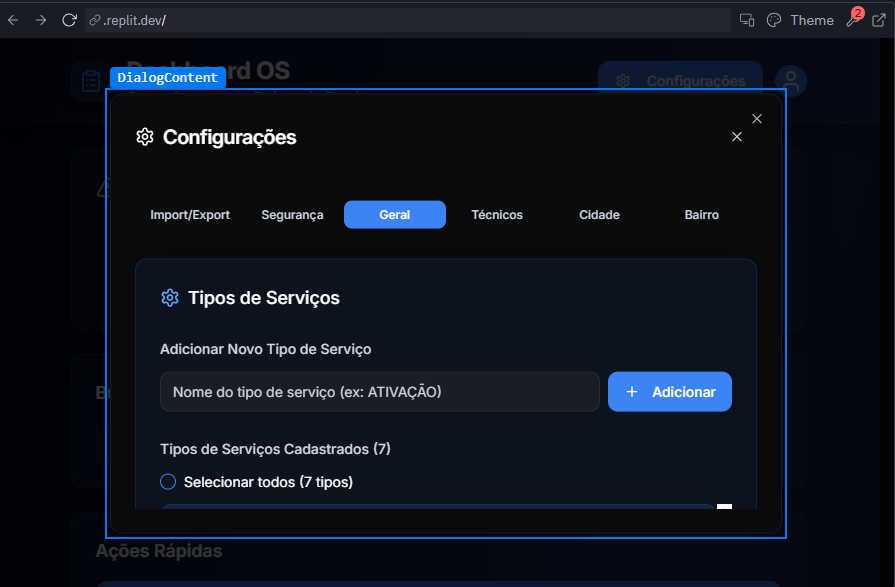 .replit.dev/
Theme
2
Dashboard OS
DialogContent
Configurações
Configurações
Import/Export
Segurança
Geral
Técnicos
Cidade
Bairro
Tipos de Serviços
Adicionar Novo Tipo de Serviço
Nome do tipo de serviço (ex: ATIVAÇÃO)
Adicionar
Tipos de Serviços Cadastrados (7)
Selecionar todos (7 tipos)
Ações Rápidas